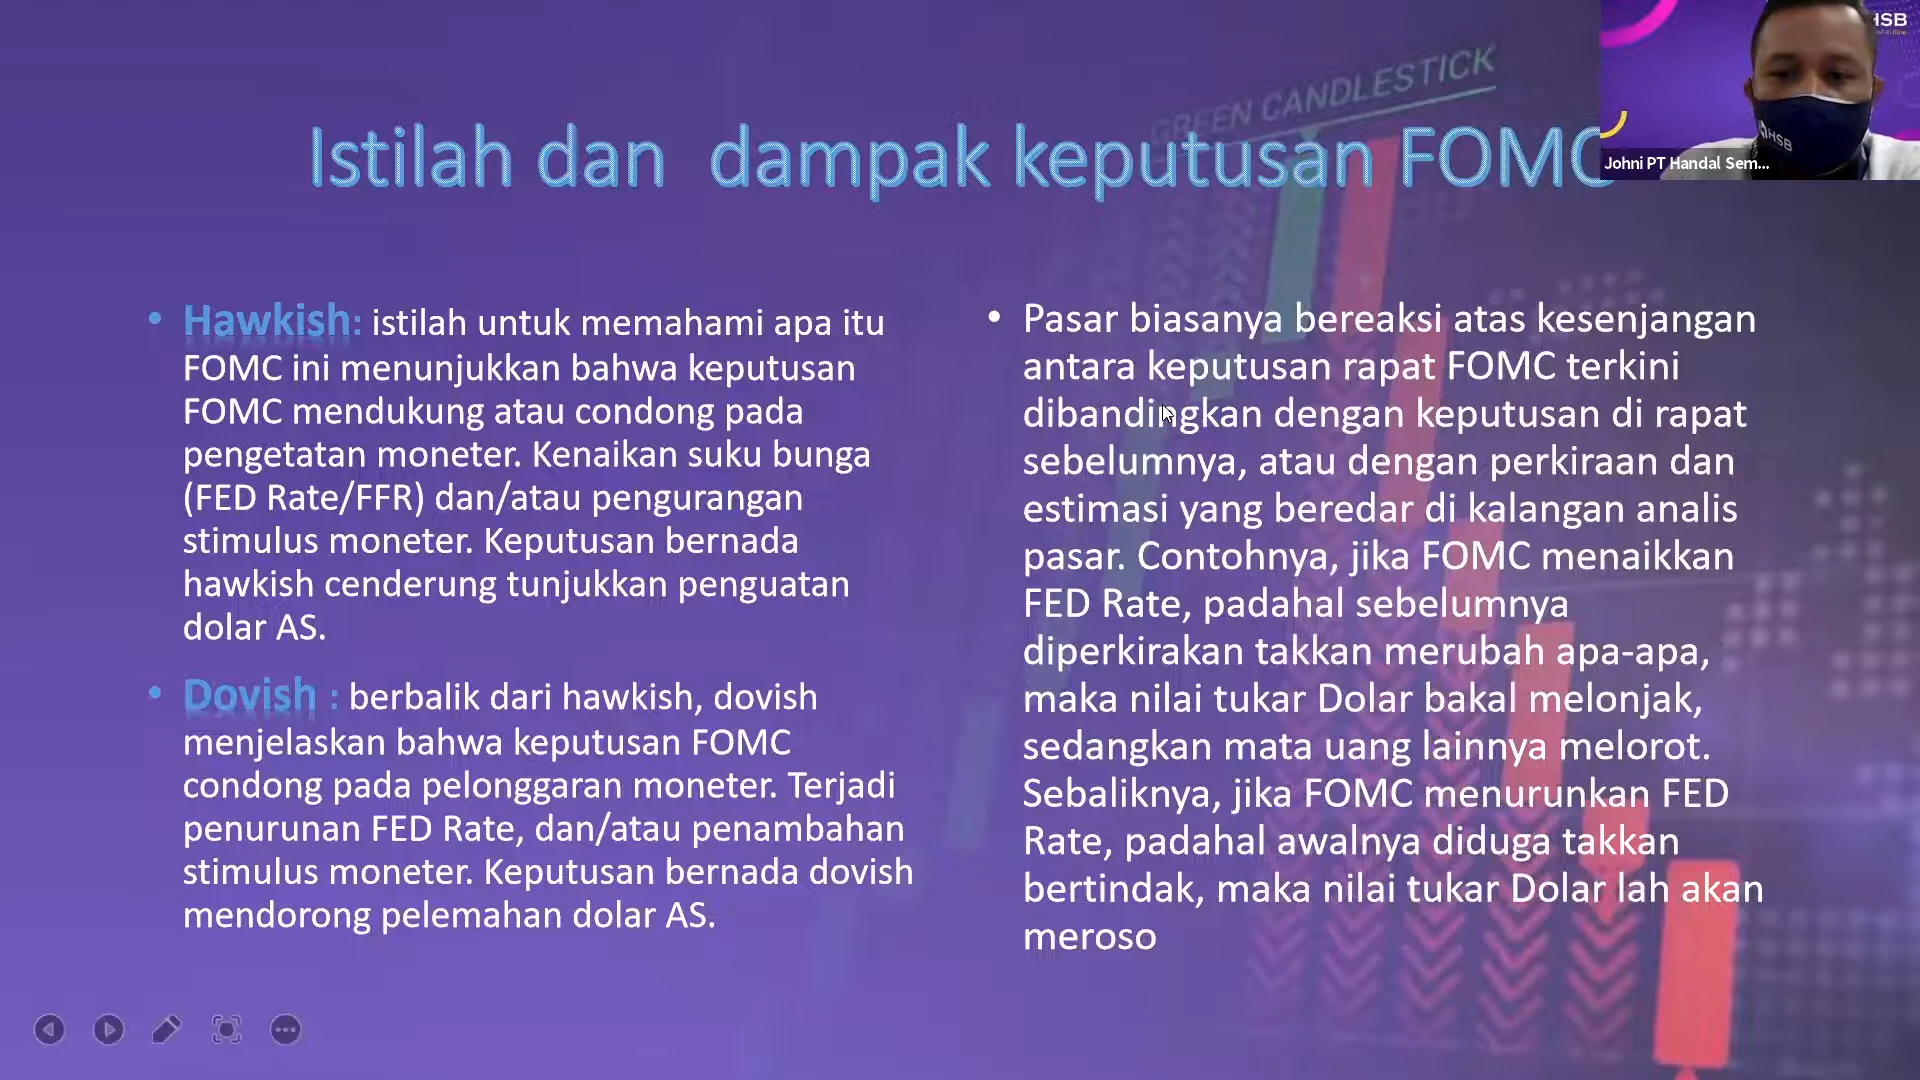 HSB
GREEN CANDLESTICK
Istilah dan dampak keputusan FOMC
HSB
Johni PT Handal Sem...
• Hawkish: istilah untuk memahami apa itu
FOMC ini menunjukkan bahwa keputusan
FOMC mendukung atau condong pada
pengetatan moneter. Kenaikan suku bunga
(FED Rate/FFR) dan/atau pengurangan
stimulus moneter. Keputusan bernada
hawkish cenderung tunjukkan penguatan
dolar AS.
• Dovish : berbalik dari hawkish, dovish
menjelaskan bahwa keputusan FOMC
condong pada pelonggaran moneter. Terjadi
penurunan FED Rate, dan/atau penambahan
stimulus moneter. Keputusan bernada dovish
mendorong pelemahan dolar AS.
• Pasar biasanya bereaksi atas kesenjangan
antara keputusan rapat FOMC terkini
dibandingkan dengan keputusan di rapat
sebelumnya, atau dengan perkiraan dan
estimasi yang beredar di kalangan analis
pasar. Contohnya, jika FOMC menaikkan
FED Rate, padahal sebelumnya
diperkirakan takkan merubah apa-apa,
maka nilai tukar Dolar bakal melonjak,
sedangkan mata uang lainnya melorot.
Sebaliknya, jika FOMC menurunkan FED
Rate, padahal awalnya diduga takkan
bertindak, maka nilai tukar Dolar lah akan
meroso